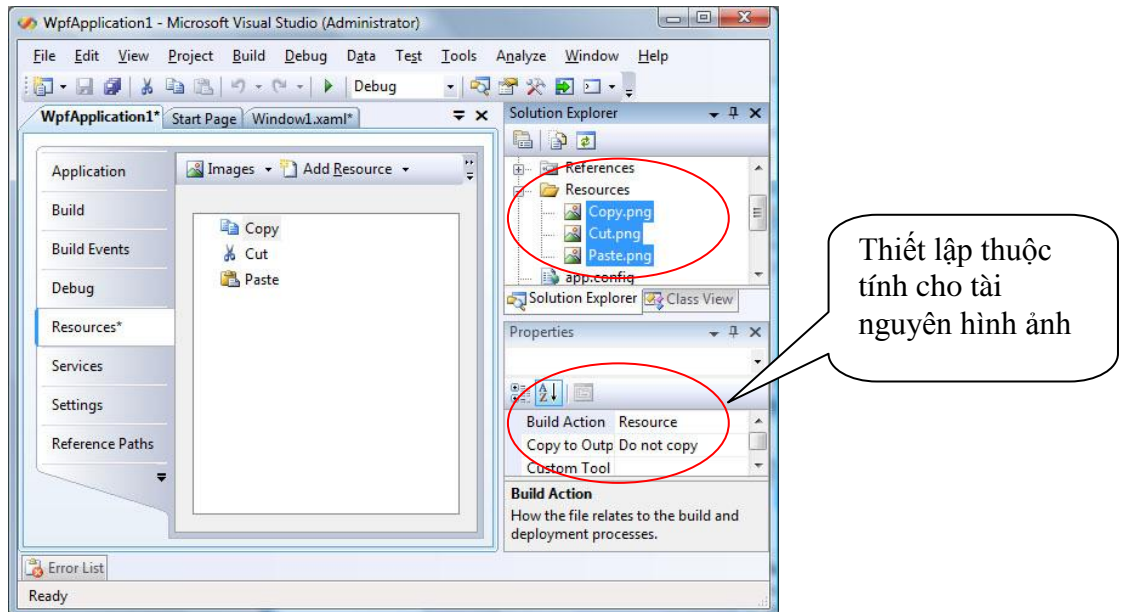 WpfApplication1 - Microsoft Visual Studio (Administrator)
File Edit View Project Build Debug Data Test Tools Analyze Window Help
Debug
WpfApplication1* Start Page Window1.xaml*
Application
Build
Build Events
Debug
Resources*
Services
Settings
Reference Paths
Images Add Resource
Copy
Cut
Paste
Solution Explorer
References
Resources
Copy.png
Cut.png
Paste.png
app.config
Solution Explorer Class View
Properties
Build Action Resource
Copy to Outp Do not copy
Custom Tool
Build Action
How the file relates to the build and
deployment processes.
Error List
Ready
Thiết lập thuộc
tính cho tài
nguyên hình ảnh